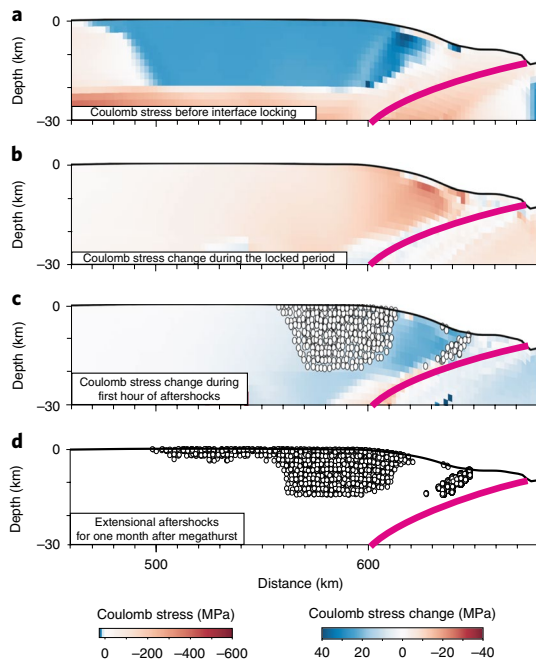 a
0
Depth (km)
–30
Coulomb stress before interface locking
b
0
Depth (km)
–30
Coulomb stress change during the locked period
c
0
Depth (km)
–30
Coulomb stress change during
first hour of aftershocks
d
0
Depth (km)
–30
Extensional aftershocks
for one month after megathurst
500
600
Distance (km)
Coulomb stress (MPa)
0 –200 –400 –600
Coulomb stress change (MPa)
40 20 0 –20 –40